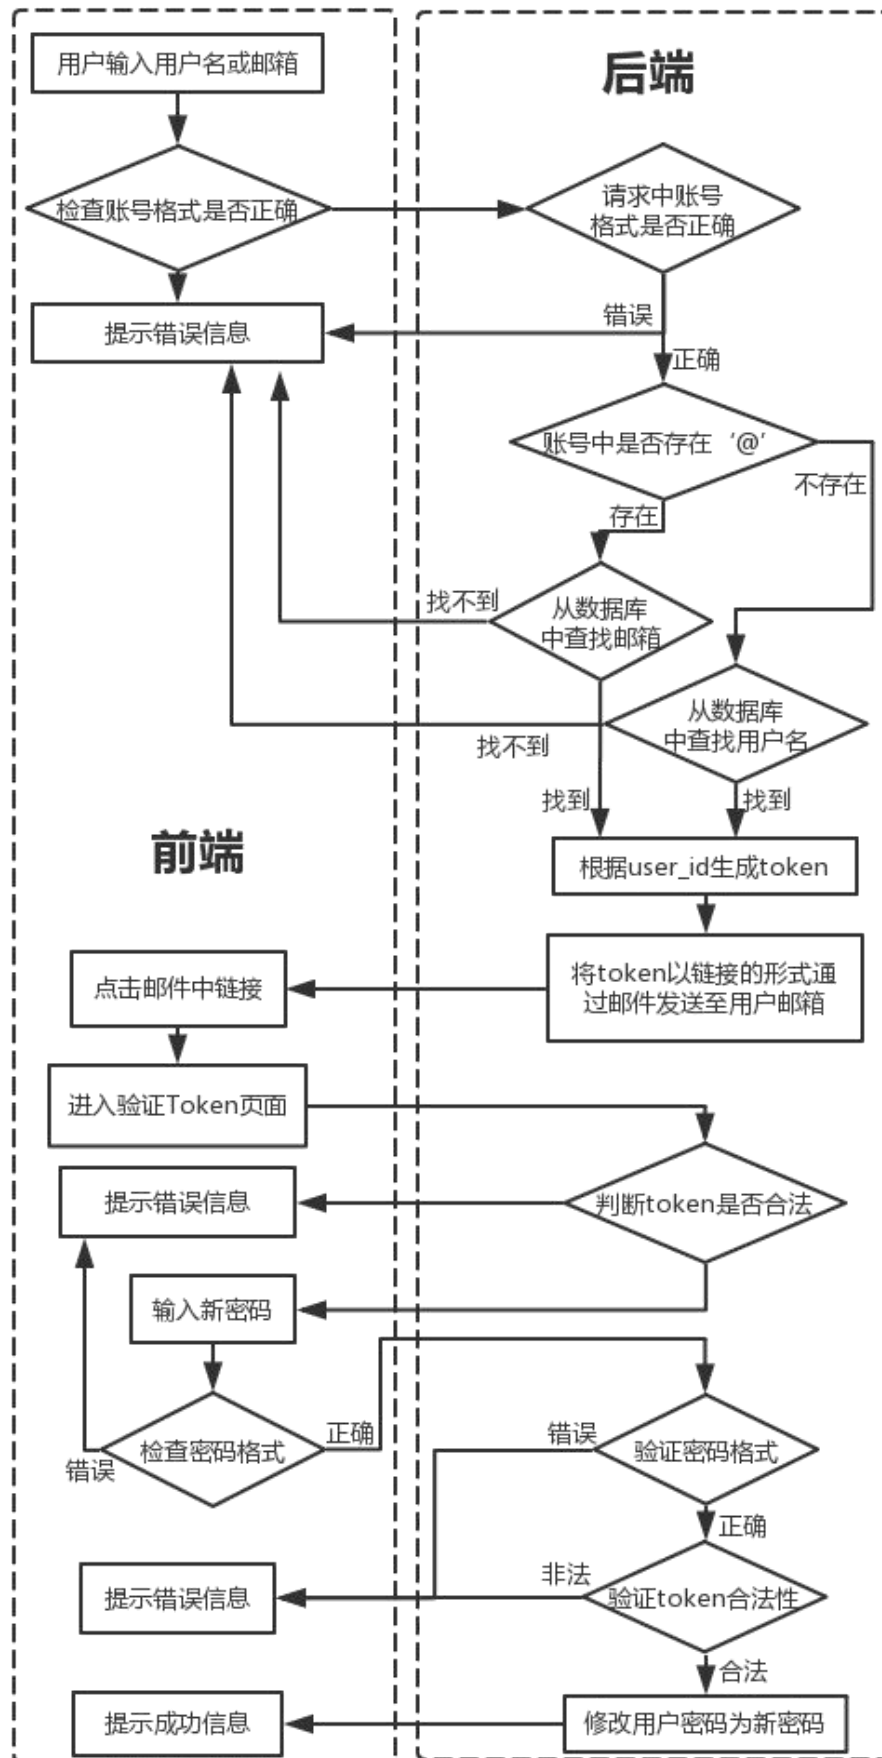 用户输入用户名或邮箱
后端
检查账号格式是否正确
请求中账号
格式是否正确
提示错误信息
错误
正确
账号中是否存在‘@’
不存在
存在
找不到
从数据库
中查找邮箱
从数据库
中查找用户名
找不到
找到
找到
前端
根据user_id生成token
点击邮件中链接
将token以链接的形式通
过邮件发送至用户邮箱
进入验证Token页面
提示错误信息
判断token是否合法
输入新密码
检查密码格式
正确
错误
错误
验证密码格式
正确
提示错误信息
非法
验证token合法性
合法
提示成功信息
修改用户密码为新密码